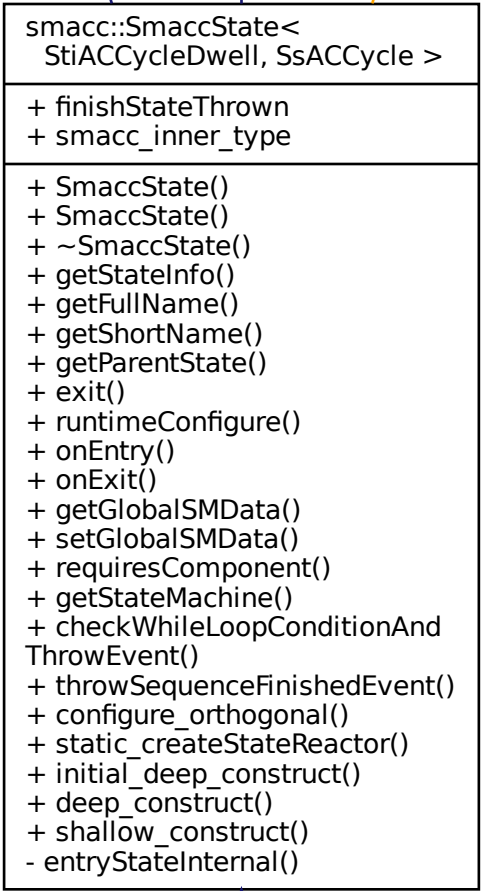 smacc::SmaccState<
StiACCycleDwell, SsACCycle >
+ finishStateThrown
+ smacc_inner_type
+ SmaccState()
+ SmaccState()
+ ~SmaccState()
+ getStateInfo()
+ getFullName()
+ getShortName()
+ getParentState()
+ exit()
+ runtimeConfigure()
+ onEntry()
+ onExit()
+ getGlobalSMData()
+ setGlobalSMData()
+ requiresComponent()
+ getStateMachine()
+ checkWhileLoopConditionAnd
ThrowEvent()
+ throwSequenceFinishedEvent()
+ configure_orthogonal()
+ static_createStateReactor()
+ initial_deep_construct()
+ deep_construct()
+ shallow_construct()
- entryStateInternal()